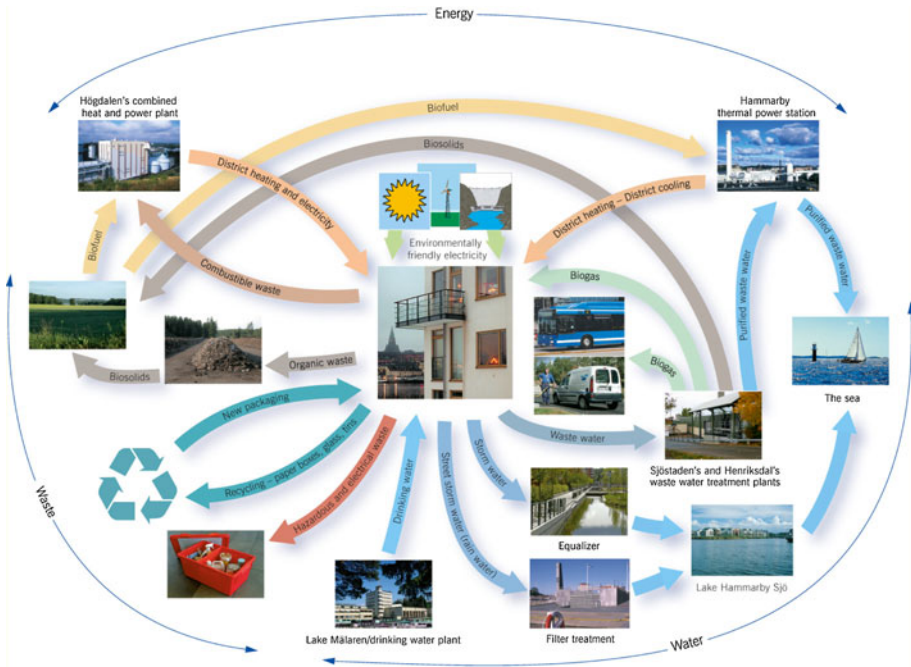 Energy
Högdalen's combined
heat and power plant
Hammarby
thermal power station
Biofuel
Biosolids
District heating and electricity
District heating – District cooling
Environmentally
friendly electricity
Biofuel
Combustible waste
Biogas
Purified waste water
Purified waste water
Organic waste
Biosolids
Biogas
The sea
New packaging
Recycling – paper boxes, glass, tins
Hazardous and electrical waste
Drinking water
Storm water
Street storm water (rain water)
Waste water
Sjöstaden's and Henriksdal's
waste water treatment plants
Waste
Equalizer
Lake Hammarby Sjö
Lake Mälaren/drinking water plant
Filter treatment
Water